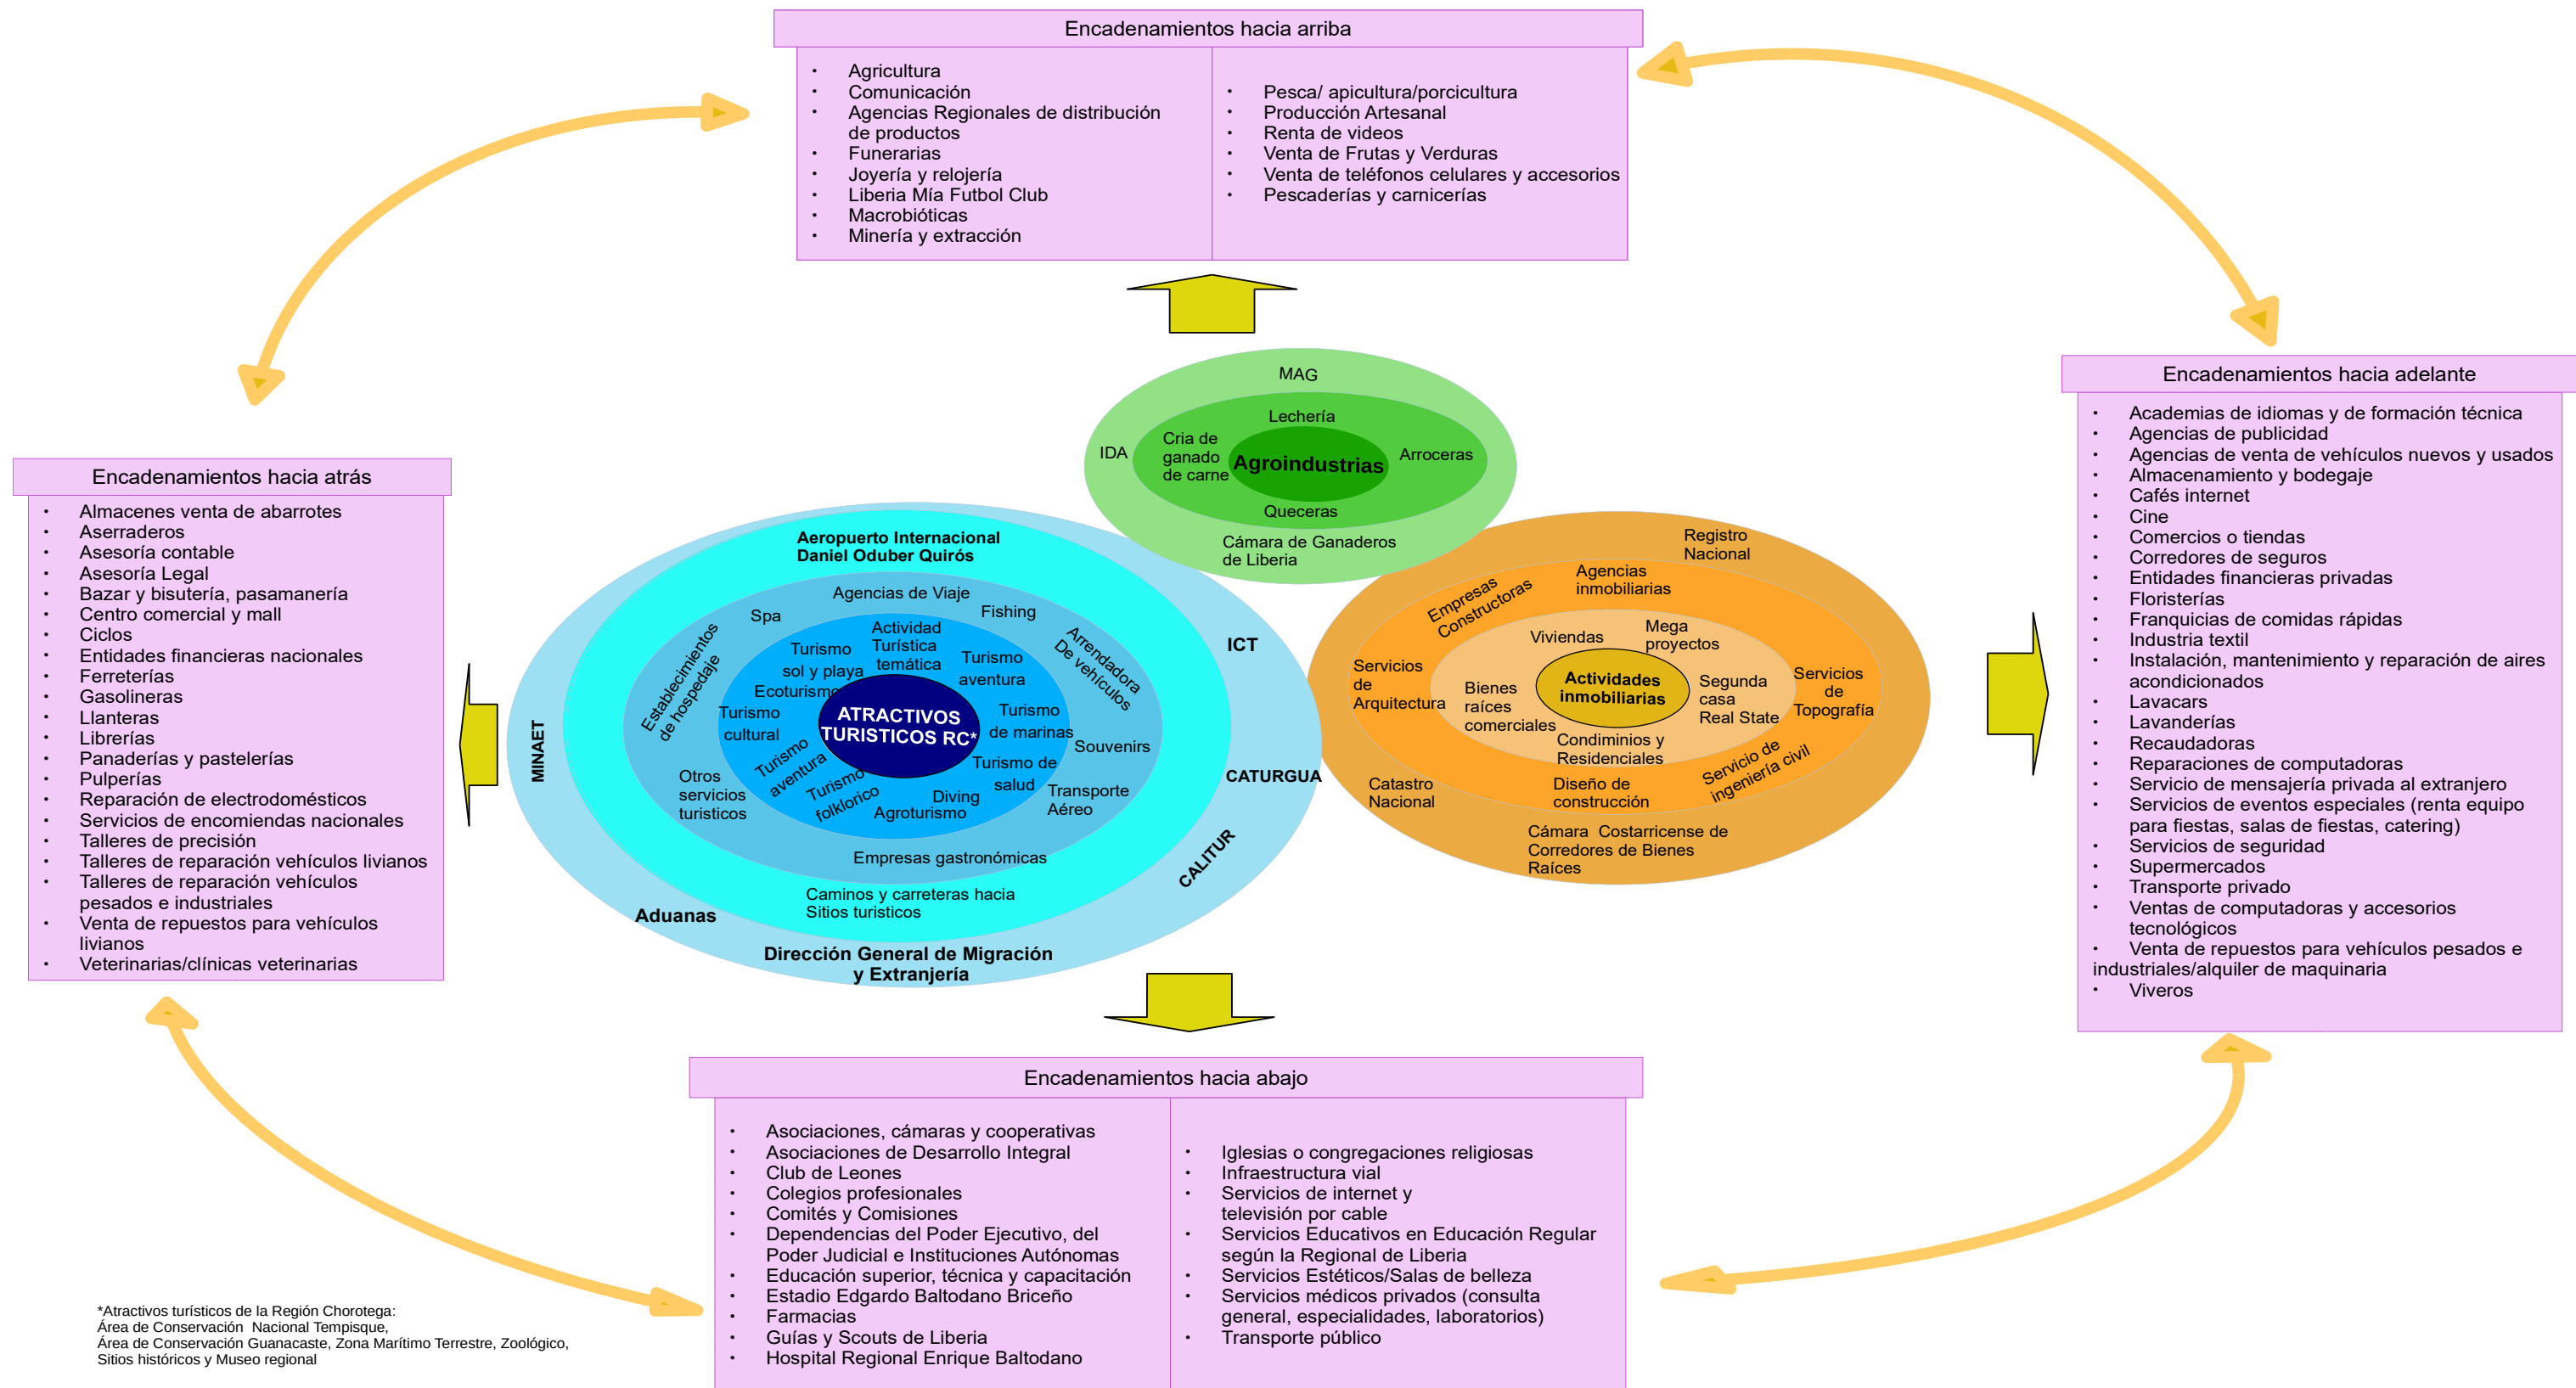 Encadenamientos hacia arriba
• Agricultura
• Comunicación
• Agencias Regionales de distribución
de productos
• Funerarias
• Joyería y relojería
• Liberia Mía Futbol Club
• Macrobióticas
• Minería y extracción
• Pesca/ apicultura/porcicultura
• Producción Artesanal
• Renta de videos
• Venta de Frutas y Verduras
• Venta de teléfonos celulares y accesorios
• Pescaderías y carnicerías
Encadenamientos hacia atrás
• Almacenes venta de abarrotes
• Aserraderos
• Asesoría contable
• Asesoría Legal
• Bazar y bisutería, pasamanería
• Centro comercial y mall
• Ciclos
• Entidades financieras nacionales
• Ferreterías
• Gasolineras
• Llanteras
• Librerías
• Panaderías y pastelerías
• Pulperías
• Reparación de electrodomésticos
• Servicios de encomiendas nacionales
• Talleres de precisión
• Talleres de reparación vehículos livianos
• Talleres de reparación vehículos
pesados e industriales
• Venta de repuestos para vehículos
livianos
• Veterinarias/clínicas veterinarias
MAG
IDA
Lechería
Cria de
ganado
de carne
Agroindustrias
Arroceras
Queceras
Cámara de Ganaderos
de Liberia
Aeropuerto Internacional
Daniel Oduber Quirós
Agencias de Viaje
Spa
Fishing
Establecimientos
de hospedaje
Arrendadora
De vehículos
Actividad
Turística
temática
Turismo
sol y playa
Turismo
aventura
Ecoturismo
Turismo
cultural
ATRACTIVOS
TURISTICOS RC*
Turismo
de marinas
Souvenirs
Turismo
aventura
Turismo de
salud
Turismo
folklorico
Diving
Agroturismo
Otros
servicios
turisticos
Transporte
Aéreo
Empresas gastronómicas
Caminos y carreteras hacia
Sitios turisticos
MINAET
ICT
CATURGUA
CALITUR
Aduanas
Dirección General de Migración
y Extranjería
Registro
Nacional
Empresas
Constructoras
Agencias
inmobiliarias
Viviendas
Mega
proyectos
Servicios
de
Arquitectura
Bienes
raíces
comerciales
Actividades
inmobiliarias
Segunda
casa
Real State
Servicios
de
Topografía
Condiminios y
Residenciales
Servicio de
ingeniería civil
Diseño de
construcción
Catastro
Nacional
Cámara Costarricense de
Corredores de Bienes
Raíces
Encadenamientos hacia adelante
• Academias de idiomas y de formación técnica
• Agencias de publicidad
• Agencias de venta de vehículos nuevos y usados
• Almacenamiento y bodegaje
• Cafés internet
• Cine
• Comercios o tiendas
• Corredores de seguros
• Entidades financieras privadas
• Floristerías
• Franquicias de comidas rápidas
• Industria textil
• Instalación, mantenimiento y reparación de aires
acondicionados
• Lavacars
• Lavanderías
• Recaudadoras
• Reparaciones de computadoras
• Servicio de mensajería privada al extranjero
• Servicios de eventos especiales (renta equipo
para fiestas, salas de fiestas, catering)
• Servicios de seguridad
• Supermercados
• Transporte privado
• Ventas de computadoras y accesorios
tecnológicos
• Venta de repuestos para vehículos pesados e
industriales/alquiler de maquinaria
• Viveros
Encadenamientos hacia abajo
• Asociaciones, cámaras y cooperativas
• Asociaciones de Desarrollo Integral
• Club de Leones
• Colegios profesionales
• Comités y Comisiones
• Dependencias del Poder Ejecutivo, del
Poder Judicial e Instituciones Autónomas
• Educación superior, técnica y capacitación
• Estadio Edgardo Baltodano Briceño
• Farmacias
• Guías y Scouts de Liberia
• Hospital Regional Enrique Baltodano
• Iglesias o congregaciones religiosas
• Infraestructura vial
• Servicios de internet y
televisión por cable
• Servicios Educativos en Educación Regular
según la Regional de Liberia
• Servicios Estéticos/Salas de belleza
• Servicios médicos privados (consulta
general, especialidades, laboratorios)
• Transporte público
*Atractivos turísticos de la Región Chorotega:
Área de Conservación Nacional Tempisque,
Área de Conservación Guanacaste, Zona Marítimo Terrestre, Zoológico,
Sitios históricos y Museo regional